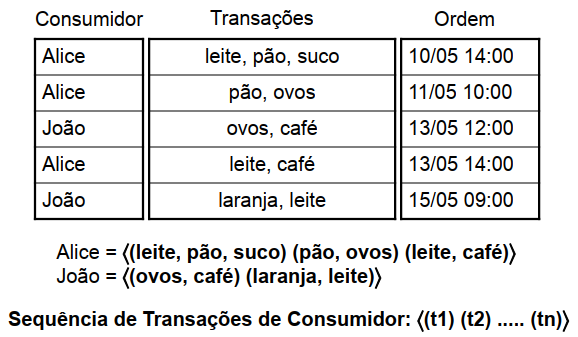 Consumidor Transações Ordem
Alice leite, pão, suco 10/05 14:00
Alice pão, ovos 11/05 10:00
João ovos, café 13/05 12:00
Alice leite, café 13/05 14:00
João laranja, leite 15/05 09:00
Alice = ⟨(leite, pão, suco) (pão, ovos) (leite, café)⟩
João = ⟨(ovos, café) (laranja, leite)⟩
Sequência de Transações de Consumidor: ⟨(t1) (t2) ..... (tn)⟩